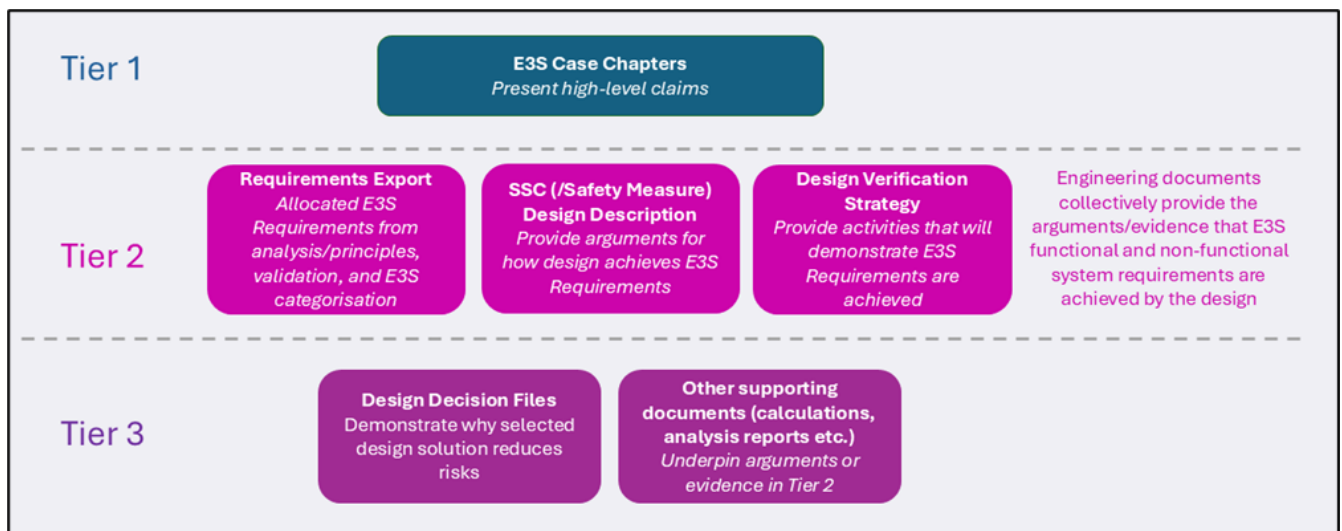 Tier 1
E3S Case Chapters
Present high-level claims
Tier 2
Requirements Export
Allocated E3S
Requirements from
analysis/principles,
validation, and E3S
categorisation
SSC (/Safety Measure)
Design Description
Provide arguments for
how design achieves E3S
Requirements
Design Verification
Strategy
Provide activities that will
demonstrate E3S
Requirements are
achieved
Engineering documents
collectively provide the
arguments/evidence that E3S
functional and non-functional
system requirements are
achieved by the design
Tier 3
Design Decision Files
Demonstrate why selected
design solution reduces
risks
Other supporting
documents (calculations,
analysis reports etc.)
Underpin arguments or
evidence in Tier 2